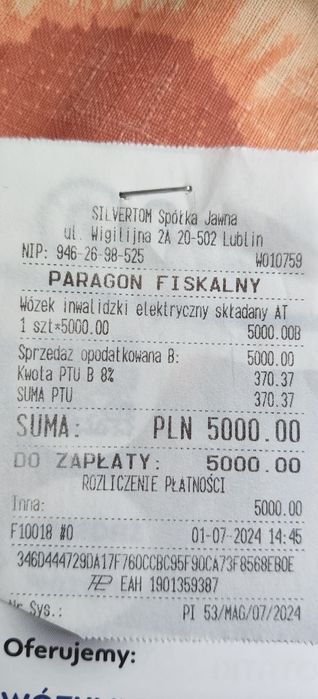 SILVERTOM Spółka Jawna
ul. Wigilijna 2A 20-502 Lublin
NIP: 946-26-98-525 W010759
PARAGON FISKALNY
Wózek inwalidzki elektryczny składany AT
1 szt*5000.00 5000.00B
Sprzedaż opodatkowana B: 5000.00
Kwota PTU B 8% 370.37
SUMA PTU 370.37
SUMA: PLN 5000.00
DO ZAPŁATY: 5000.00
ROZLICZENIE PŁATNOŚCI
Inna: 5000.00
F10018 #0 01-07-2024 14:45
346D444729DA17F760CCBC95F90CA73F8568EB0E
EAH 1901359387
Nr Sys.: PI 53/MAG/07/2024
Oferujemy: